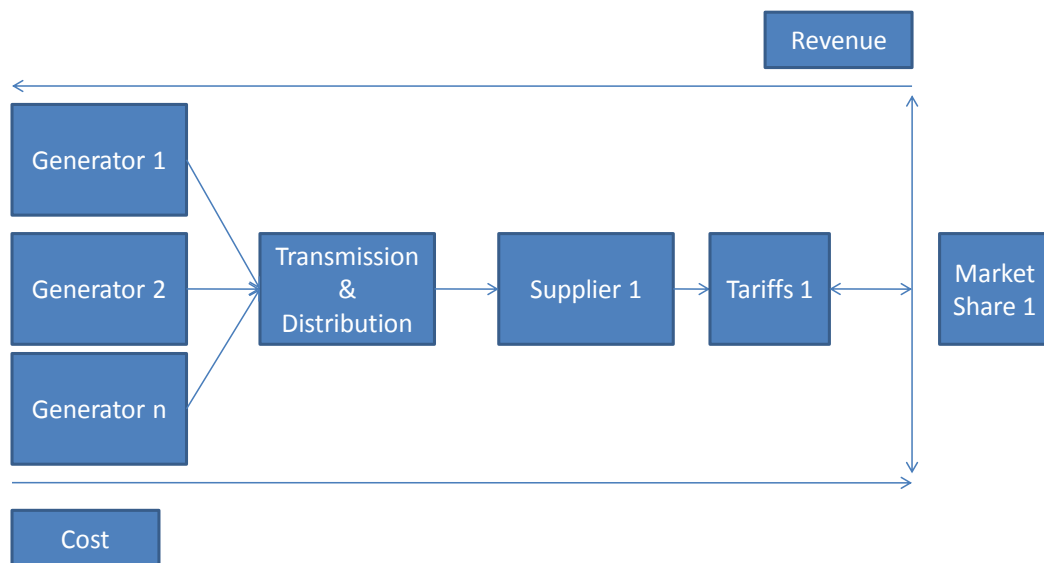 Revenue
Generator 1
Generator 2
Generator n
Transmission
&
Distribution
Supplier 1
Tariffs 1
Market
Share 1
Cost